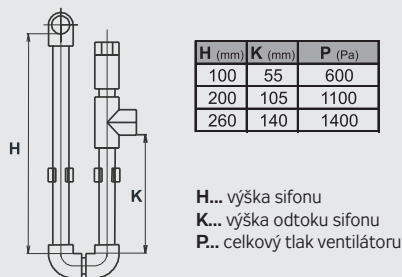 H (mm) K (mm) P (Pa)
100 55 600
200 105 1100
260 140 1400
H
K
H... výška sifonu
K... výška odtoku sifonu
P... celkový tlak ventilátoru